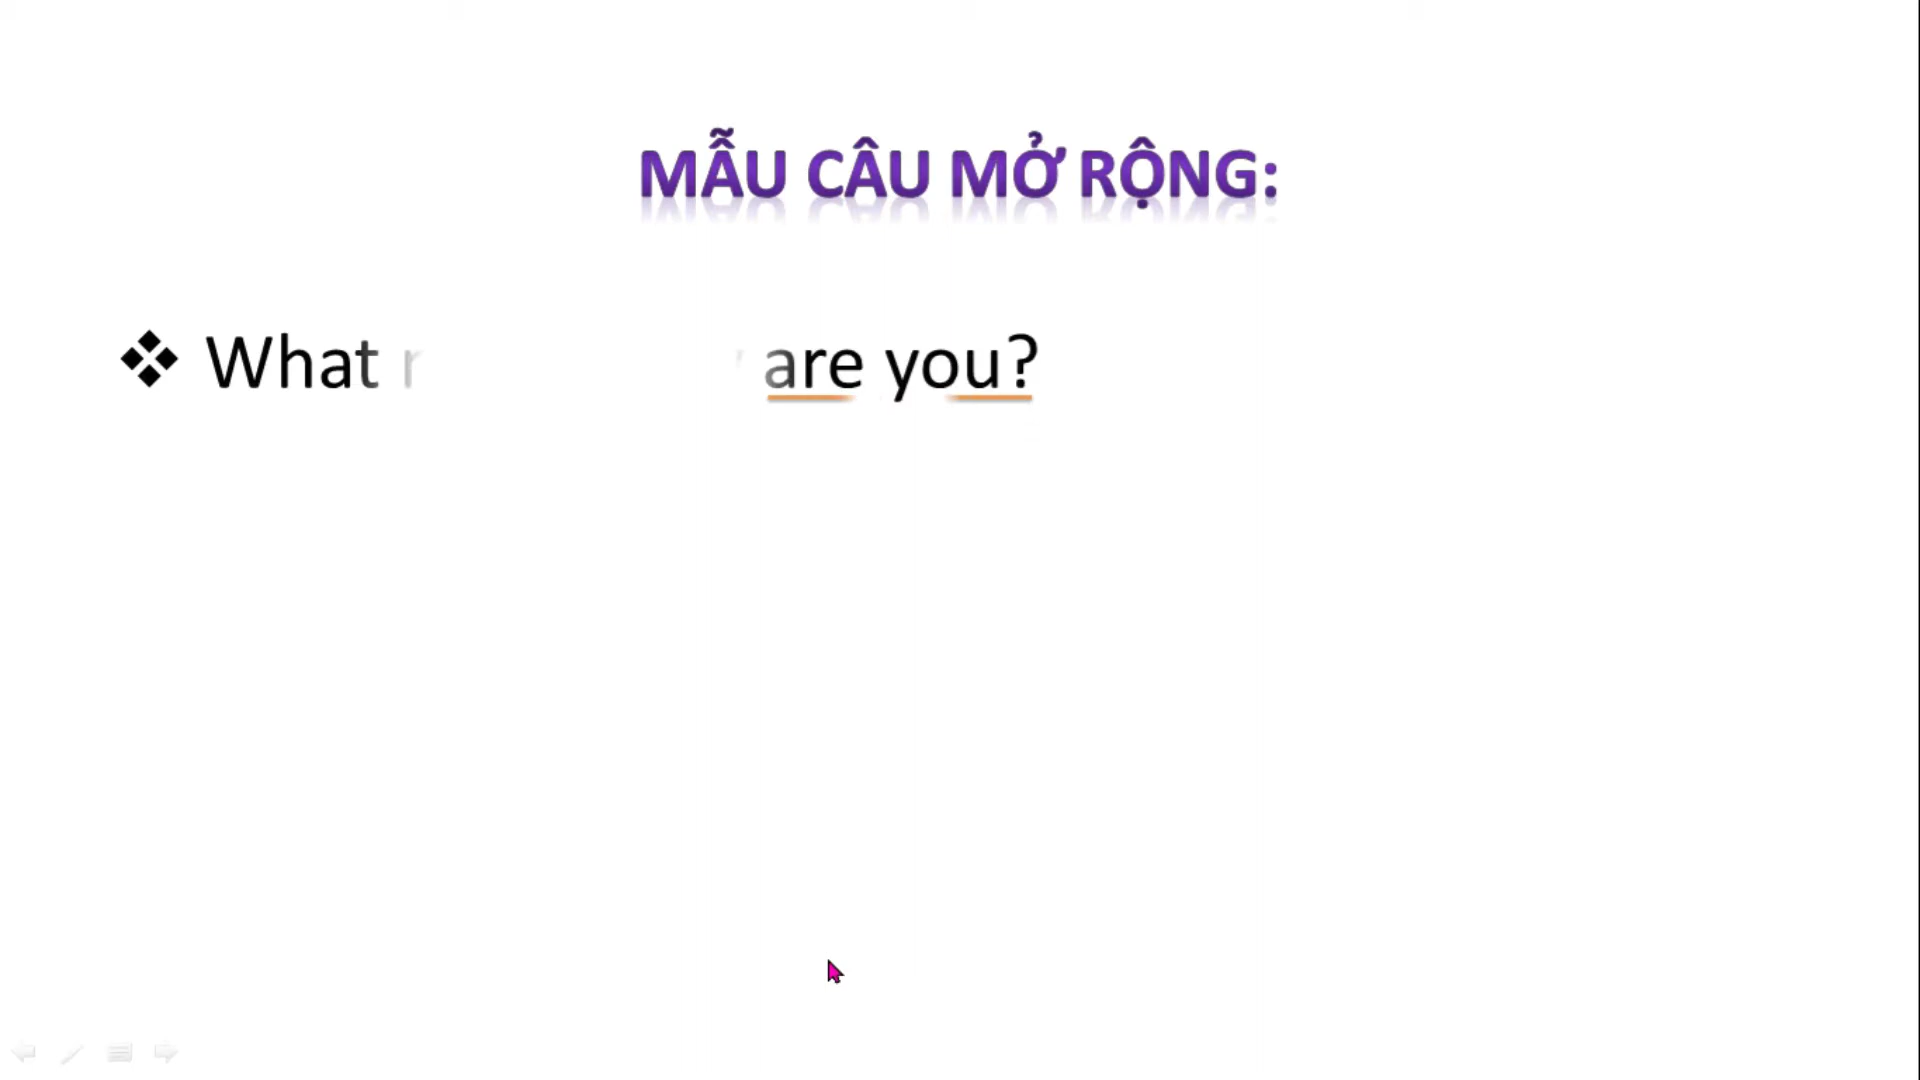 MẪU CÂU MỞ RỘNG:
❖ What are you?